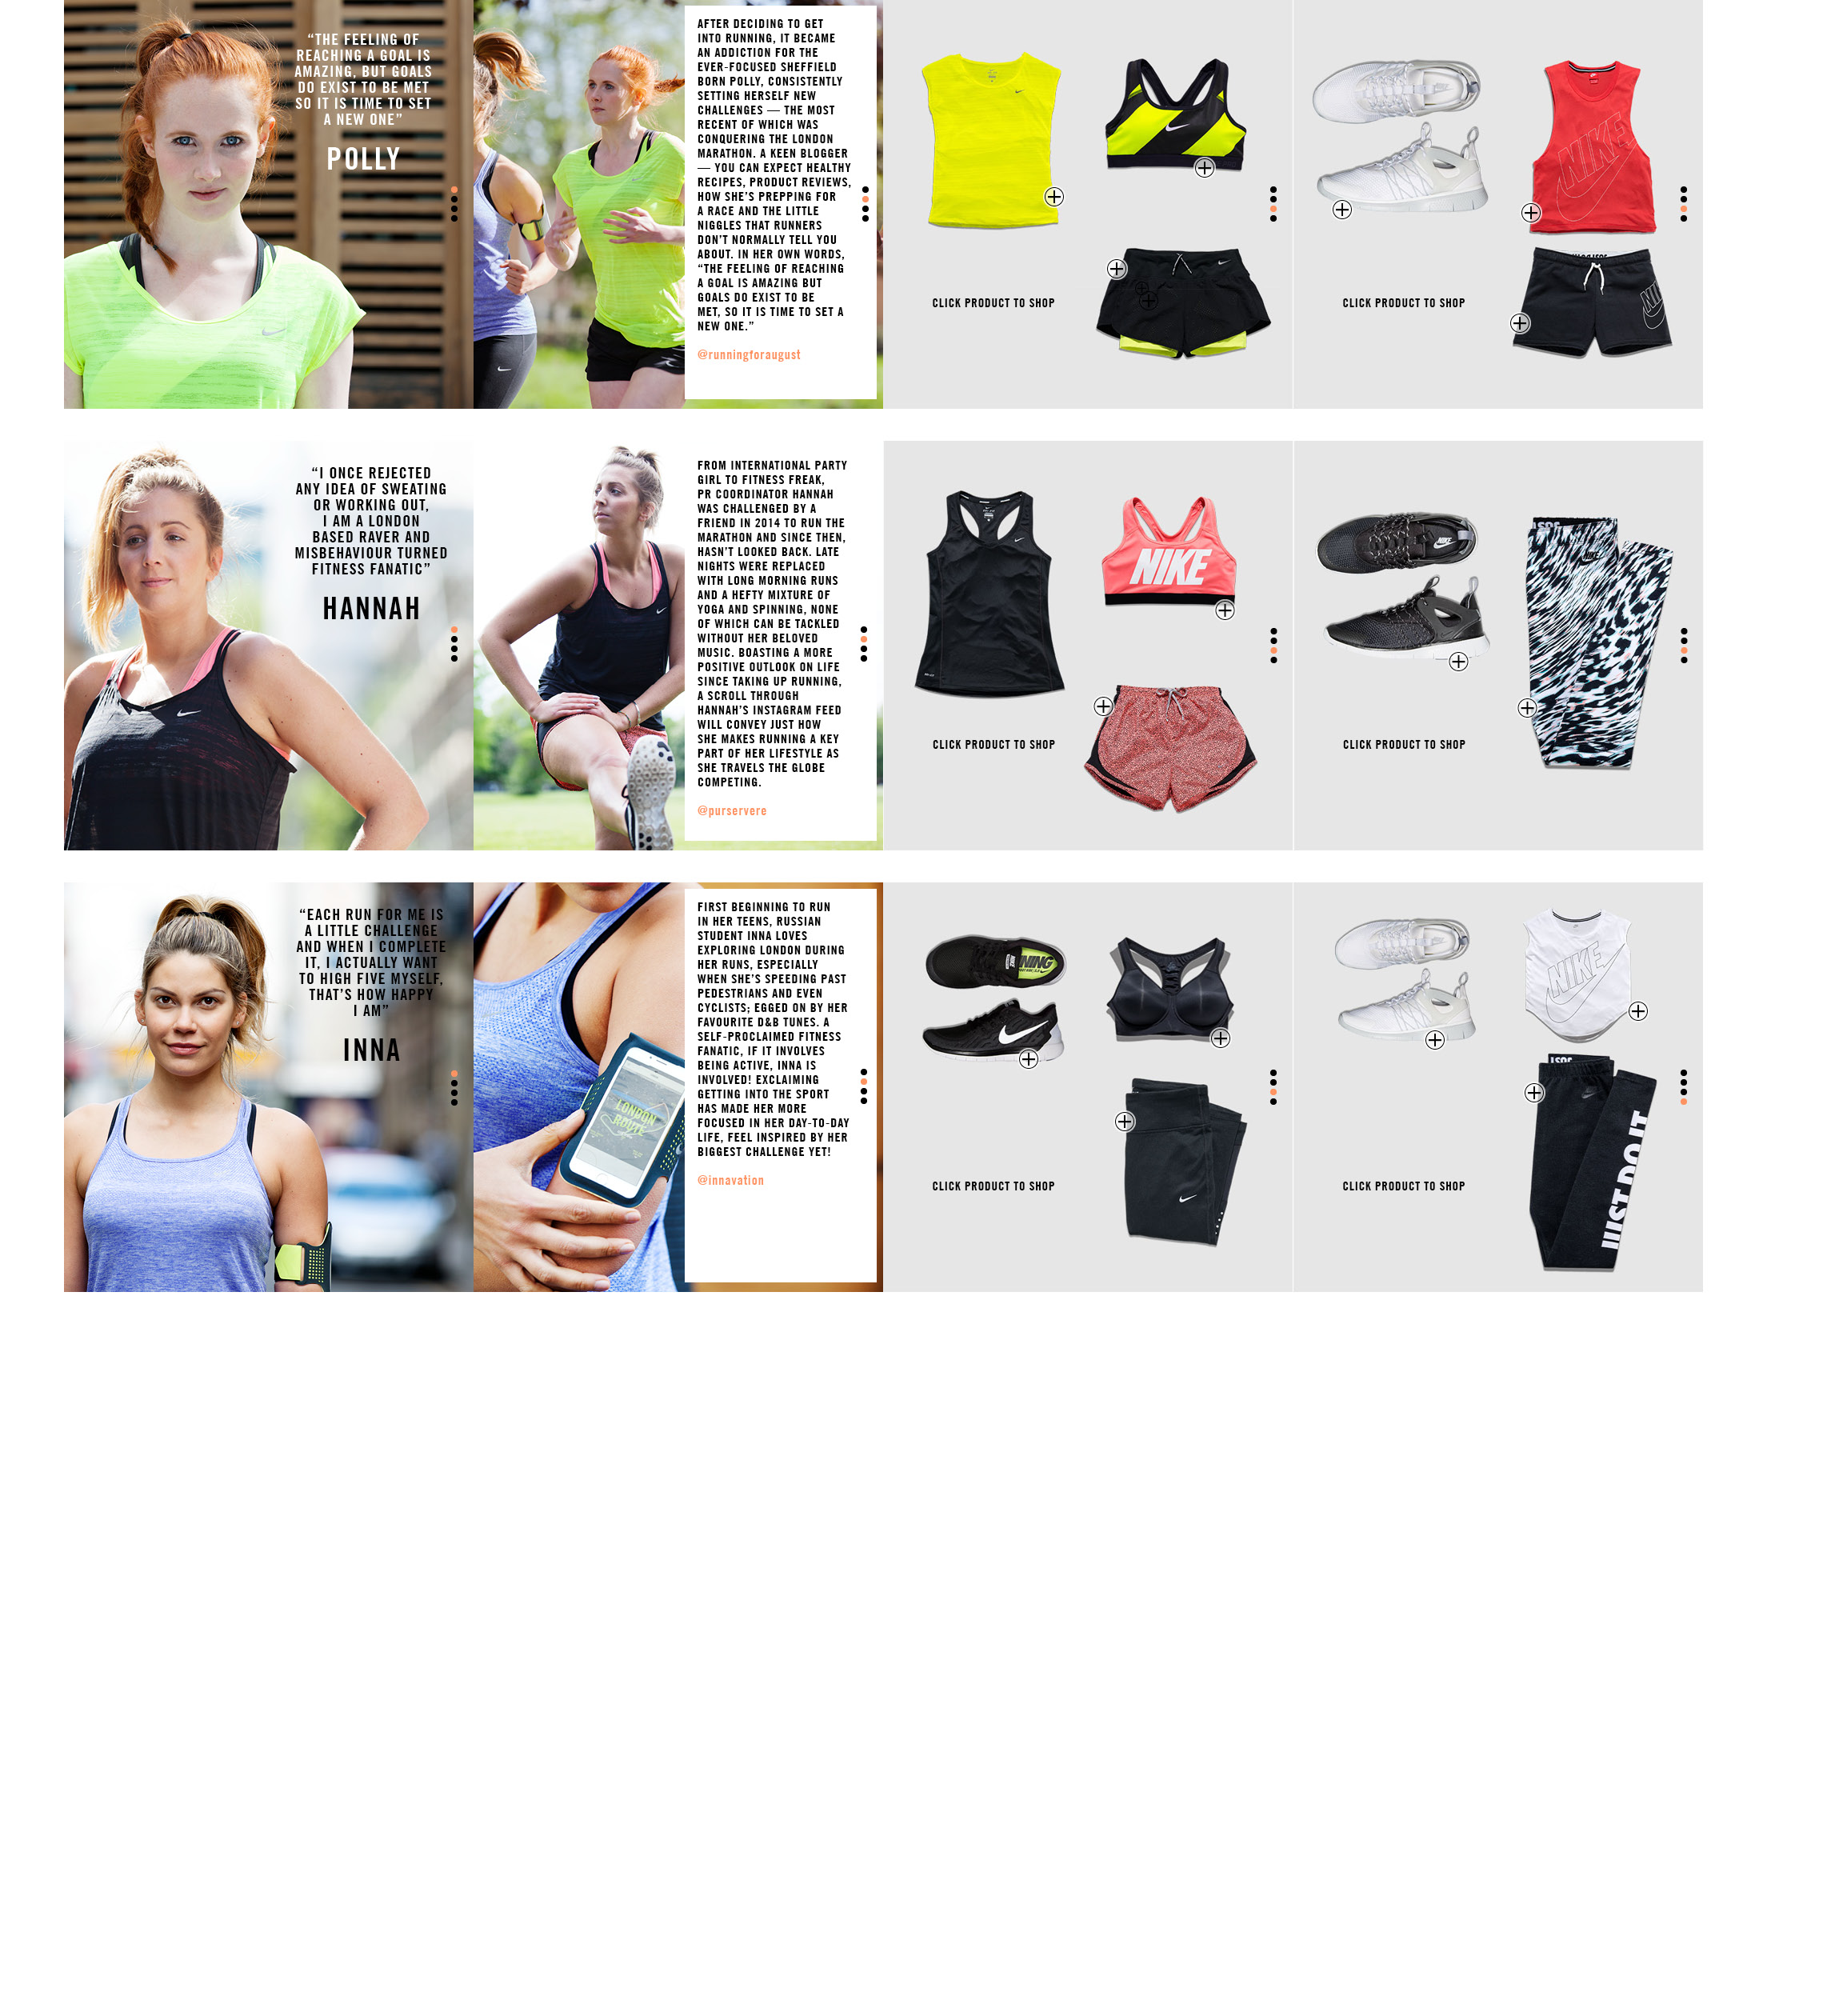 “THE FEELING OF
REACHING A GOAL IS
AMAZING, BUT GOALS
DO EXIST TO BE MET
SO IT IS TIME TO SET
A NEW ONE”
POLLY
AFTER DECIDING TO GET
INTO RUNNING, IT BECAME
AN ADDICTION FOR THE
EVER-FOCUSED SHEFFIELD
BORN POLLY, CONSISTENTLY
SETTING HERSELF NEW
CHALLENGES — THE MOST
RECENT OF WHICH WAS
CONQUERING THE LONDON
MARATHON. A KEEN BLOGGER
— YOU CAN EXPECT HEALTHY
RECIPES, PRODUCT REVIEWS,
HOW SHE’S PREPPING FOR
A RACE AND THE LITTLE
NIGGLES THAT RUNNERS
DON’T NORMALLY TELL YOU
ABOUT. IN HER OWN WORDS,
“THE FEELING OF REACHING
A GOAL IS AMAZING BUT
GOALS DO EXIST TO BE
MET, SO IT IS TIME TO SET A
NEW ONE.”
@runningforaugust
CLICK PRODUCT TO SHOP
NIKE
CLICK PRODUCT TO SHOP
“I ONCE REJECTED
ANY IDEA OF SWEATING
OR WORKING OUT,
I AM A LONDON
BASED RAVER AND
MISBEHAVIOUR TURNED
FITNESS FANATIC”
HANNAH
FROM INTERNATIONAL PARTY
GIRL TO FITNESS FREAK,
PR COORDINATOR HANNAH
WAS CHALLENGED BY A
FRIEND IN 2014 TO RUN THE
MARATHON AND SINCE THEN,
HASN’T LOOKED BACK. LATE
NIGHTS WERE REPLACED
WITH LONG MORNING RUNS
AND A HEFTY MIXTURE OF
YOGA AND SPINNING, NONE
OF WHICH CAN BE TACKLED
WITHOUT HER BELOVED
MUSIC. BOASTING A MORE
POSITIVE OUTLOOK ON LIFE
SINCE TAKING UP RUNNING,
A SCROLL THROUGH
HANNAH’S INSTAGRAM FEED
WILL CONVEY JUST HOW
SHE MAKES RUNNING A KEY
PART OF HER LIFESTYLE AS
SHE TRAVELS THE GLOBE
COMPETING.
@purservere
NIKE
CLICK PRODUCT TO SHOP
NIKE
NIKE
CLICK PRODUCT TO SHOP
“EACH RUN FOR ME IS
A LITTLE CHALLENGE
AND WHEN I COMPLETE
IT, I ACTUALLY WANT
TO HIGH FIVE MYSELF,
THAT’S HOW HAPPY
I AM”
INNA
LONDON
ROUTE
FIRST BEGINNING TO RUN
IN HER TEENS, RUSSIAN
STUDENT INNA LOVES
EXPLORING LONDON DURING
HER RUNS, ESPECIALLY
WHEN SHE’S SPEEDING PAST
PEDESTRIANS AND EVEN
CYCLISTS; EGGED ON BY HER
FAVOURITE D&B TUNES. A
SELF-PROCLAIMED FITNESS
FANATIC, IF IT INVOLVES
BEING ACTIVE, INNA IS
INVOLVED! EXCLAIMING
GETTING INTO THE SPORT
HAS MADE HER MORE
FOCUSED IN HER DAY-TO-DAY
LIFE, FEEL INSPIRED BY HER
BIGGEST CHALLENGE YET!
@innavation
CLICK PRODUCT TO SHOP
NIKE
JUST DO IT
CLICK PRODUCT TO SHOP